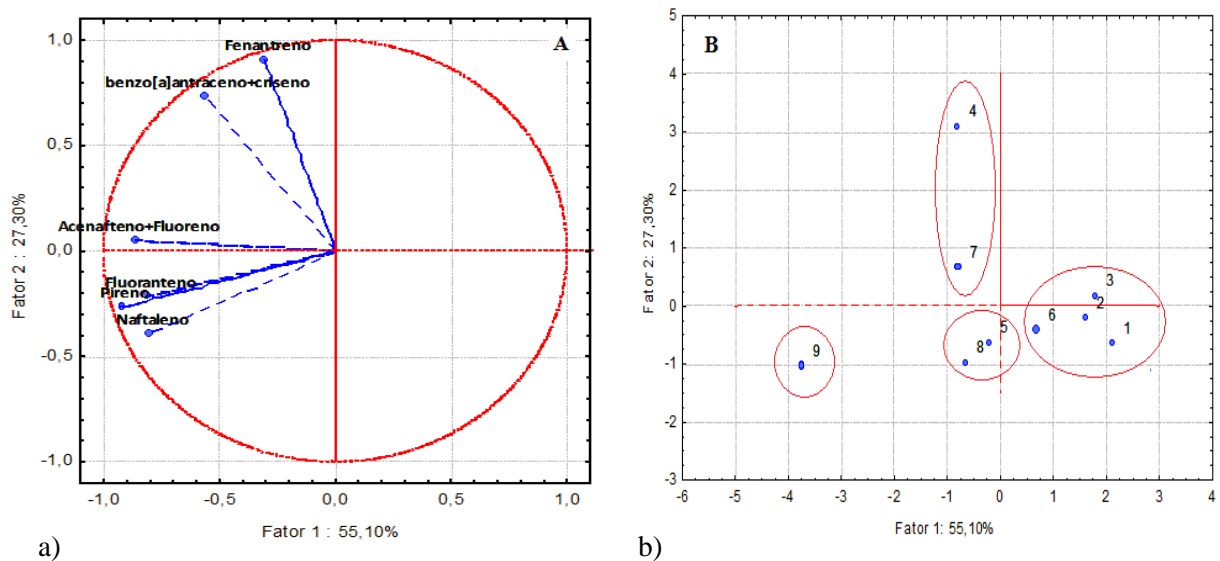 A
1,0
0,5
0,0
-0,5
-1,0
Fator 2 : 27,30%
Fenantreno
benzo[a]antraceno+criseno
Acenafteno+Fluoreno
Fluoranteno
Pireno
Naftaleno
-1,0 -0,5 0,0 0,5 1,0
Fator 1 : 55,10%
a)
B
5
4
3
2
1
0
-1
-2
-3
Fator 2: 27,30%
4
7
3
2
6
1
5
8
9
-6 -5 -4 -3 -2 -1 0 1 2 3 4
Fator 1: 55,10%
b)